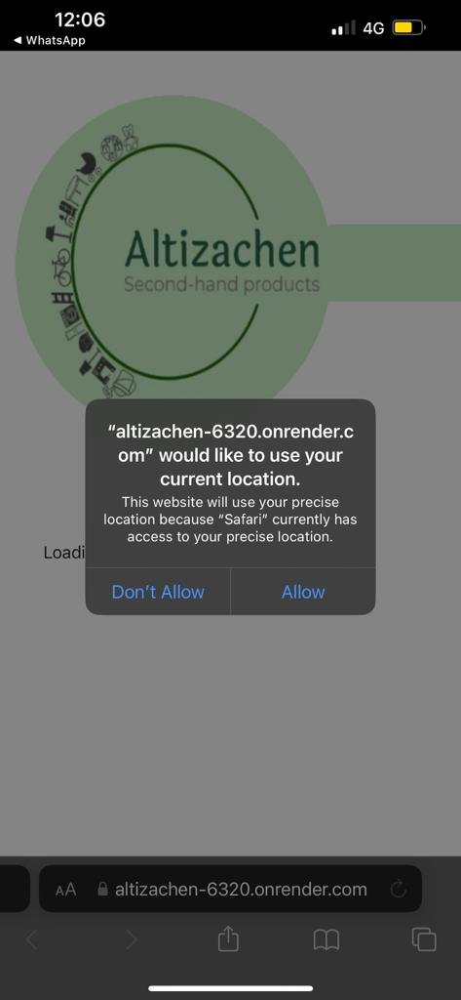 12:06
4G
◀ WhatsApp
Altizachen
Second-hand products
“altizachen-6320.onrender.c
om” would like to use your
current location.
This website will use your precise
location because “Safari” currently has
access to your precise location.
Loadi
Don’t Allow
Allow
AA
altizachen-6320.onrender.com